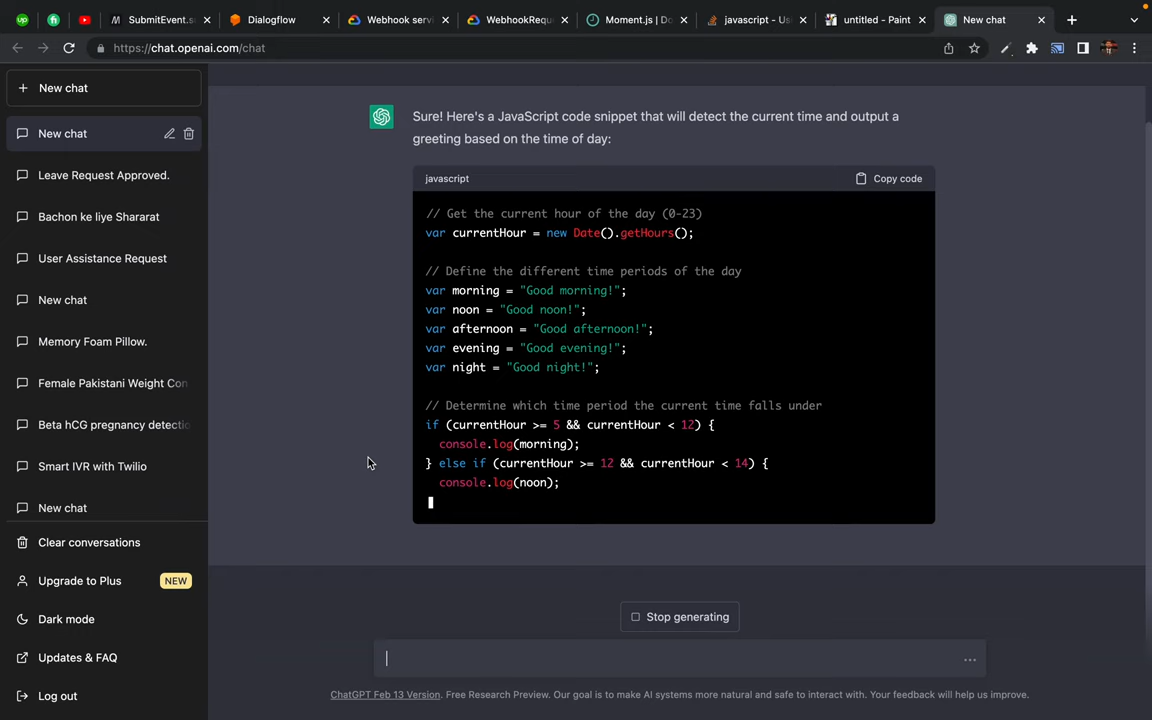 SubmitEvent.su
Dialogflow
Webhook servi
WebhookRequ
Moment.js | Do
javascript - Usi
untitled - Paint
New chat
https://chat.openai.com/chat
New chat
New chat
Leave Request Approved.
Bachon ke liye Shararat
User Assistance Request
New chat
Memory Foam Pillow.
Female Pakistani Weight Con
Beta hCG pregnancy detectio
Smart IVR with Twilio
New chat
Clear conversations
Upgrade to Plus NEW
Dark mode
Updates & FAQ
Log out
Sure! Here's a JavaScript code snippet that will detect the current time and output a
greeting based on the time of day:
javascript
Copy code
// Get the current hour of the day (0-23)
var currentHour = new Date().getHours();
// Define the different time periods of the day
var morning = "Good morning!";
var noon = "Good noon!";
var afternoon = "Good afternoon!";
var evening = "Good evening!";
var night = "Good night!";
// Determine which time period the current time falls under
if (currentHour >= 5 && currentHour < 12) {
console.log(morning);
} else if (currentHour >= 12 && currentHour < 14) {
console.log(noon);
Stop generating
ChatGPT Feb 13 Version. Free Research Preview. Our goal is to make AI systems more natural and safe to interact with. Your feedback will help us improve.